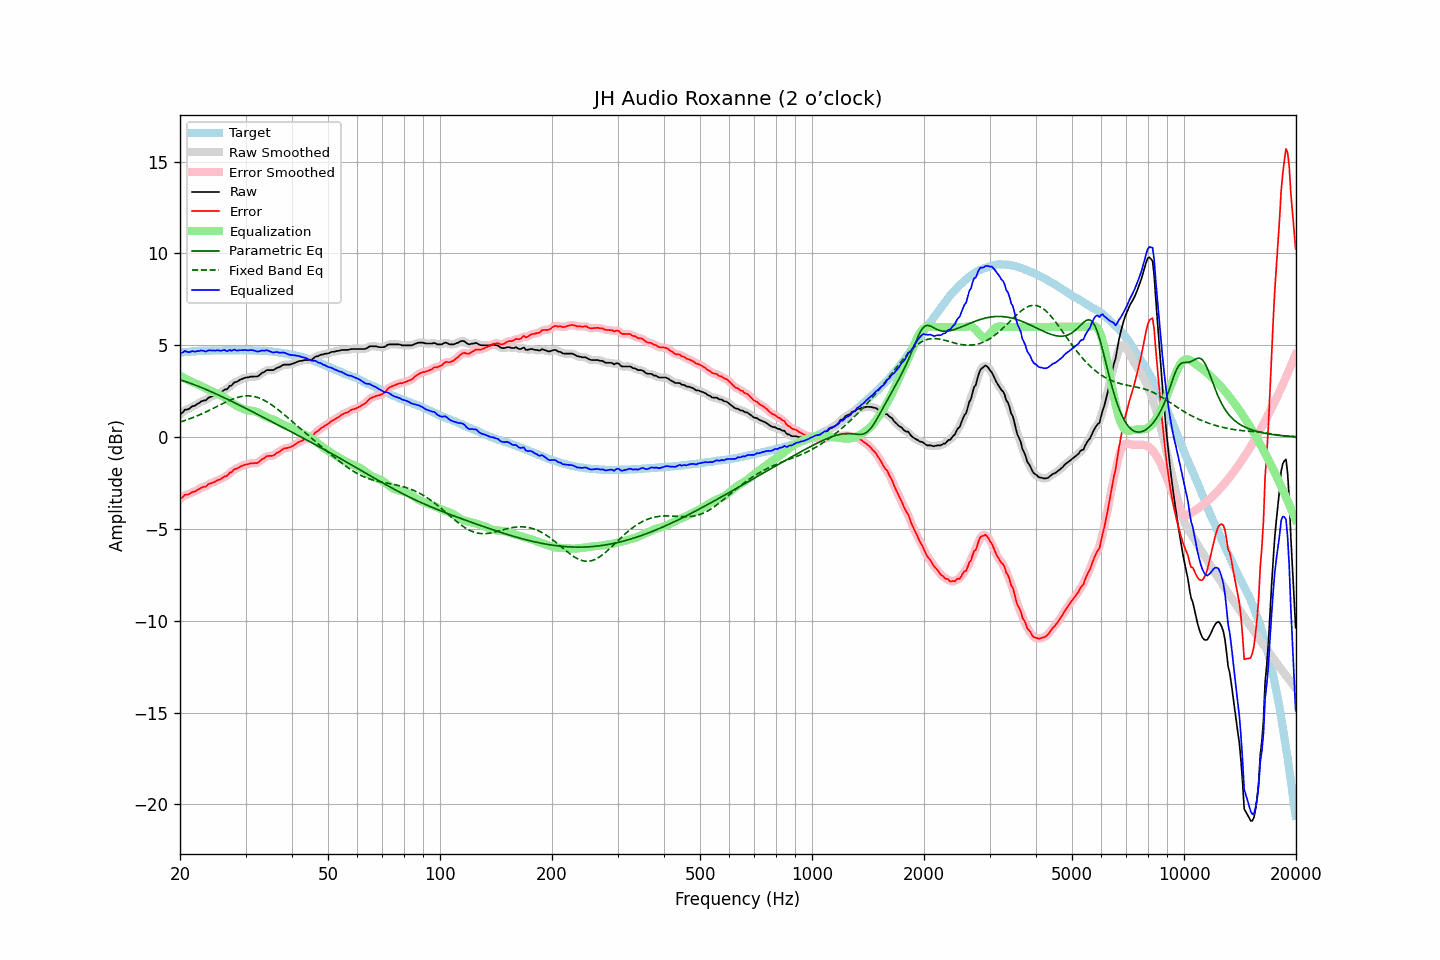 JH Audio Roxanne (2 o’clock)
Target
Raw Smoothed
Error Smoothed
Raw
Error
Equalization
Parametric Eq
Fixed Band Eq
Equalized
15
10
5
0
−5
−10
−15
−20
Amplitude (dBr)
20 50 100 200 500 1000 2000 5000 10000 20000
Frequency (Hz)